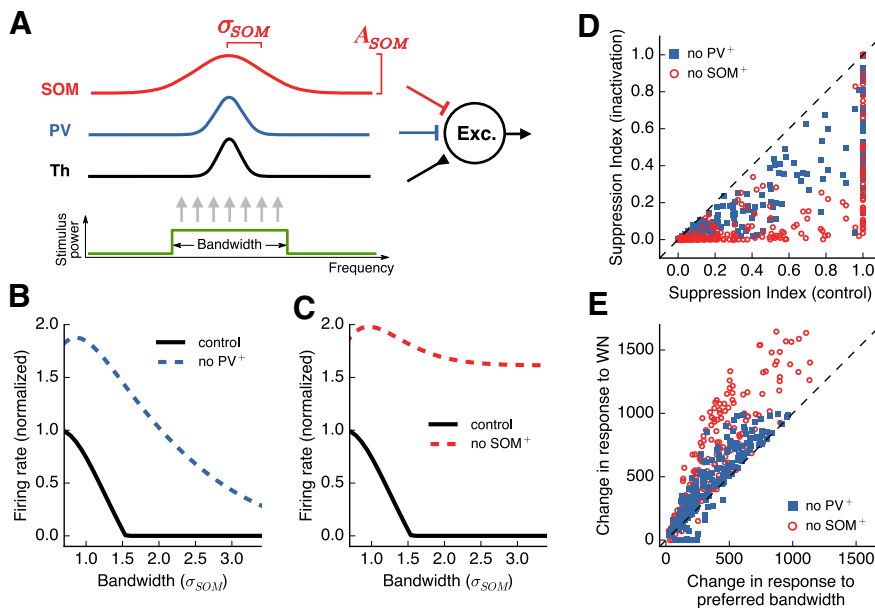 A
σSOM
ASOM
SOM
PV
Th
Exc.
Stimulus
power
Bandwidth
Frequency
B
2.0
1.5
1.0
0.5
0.0
Firing rate (normalized)
control
no PV+
1.0 1.5 2.0 2.5 3.0
Bandwidth (σSOM)
C
2.0
1.5
1.0
0.5
0.0
Firing rate (normalized)
control
no SOM+
1.0 1.5 2.0 2.5 3.0
Bandwidth (σSOM)
D
Suppression Index (inactivation)
1.0
0.8
0.6
0.4
0.2
0.0
no PV+
no SOM+
0.0 0.2 0.4 0.6 0.8 1.0
Suppression Index (control)
E
Change in response to WN
1500
1000
500
0
no PV+
no SOM+
0 500 1000 1500
Change in response to
preferred bandwidth